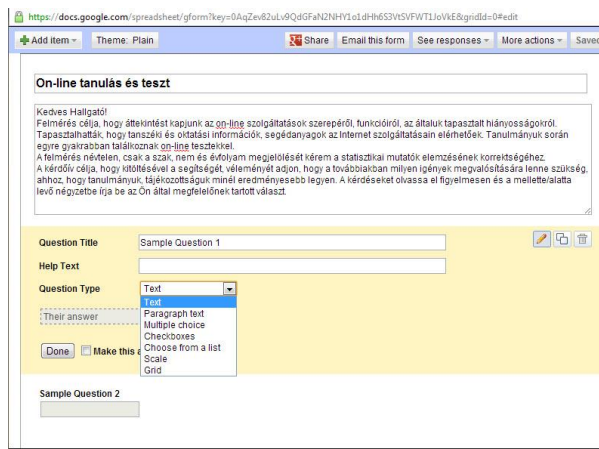 https://docs.google.com/spreadsheet/gform?key=0AqZev82uLv9QdGFaN2NHY1o1dHh6S3VtSVFWT1JoVkE&gridId=0#edit
Add item Theme: Plain Share Email this form See responses More actions Saved
On-line tanulás és teszt
Kedves Hallgató!
Felmérés célja, hogy áttekintést kapjunk az on-line szolgáltatások szerepéről, funkcióiról, az általuk tapasztalt hiányosságokról.
Tapasztalhatták, hogy tanszéki és oktatási információk, segédanyagok az Internet szolgáltatásain elérhetőek. Tanulmányuk során
egyre gyakrabban találkoznak on-line tesztekkel.
A felmérés névtelen, csak a szak, nem és évfolyam megjelölését kérem a statisztikai mutatók elemzésének korrektségéhez.
A kérdőív célja, hogy kitöltésével a segítségét, véleményét adjon, hogy a továbbiakban milyen igények megvalósítására lenne szükség,
ahhoz, hogy tanulmányuk, tájékozottságuk minél eredményesebb legyen. A kérdéseket olvassa el figyelmesen és a mellette/alatta
levő négyzetbe írja be az Ön által megfelelőnek tartott választ.
Question Title Sample Question 1
Help Text
Question Type Text
Text
Their answer
Paragraph text
Multiple choice
Checkboxes
Choose from a list
Done Make this a
Scale
Grid
Sample Question 2